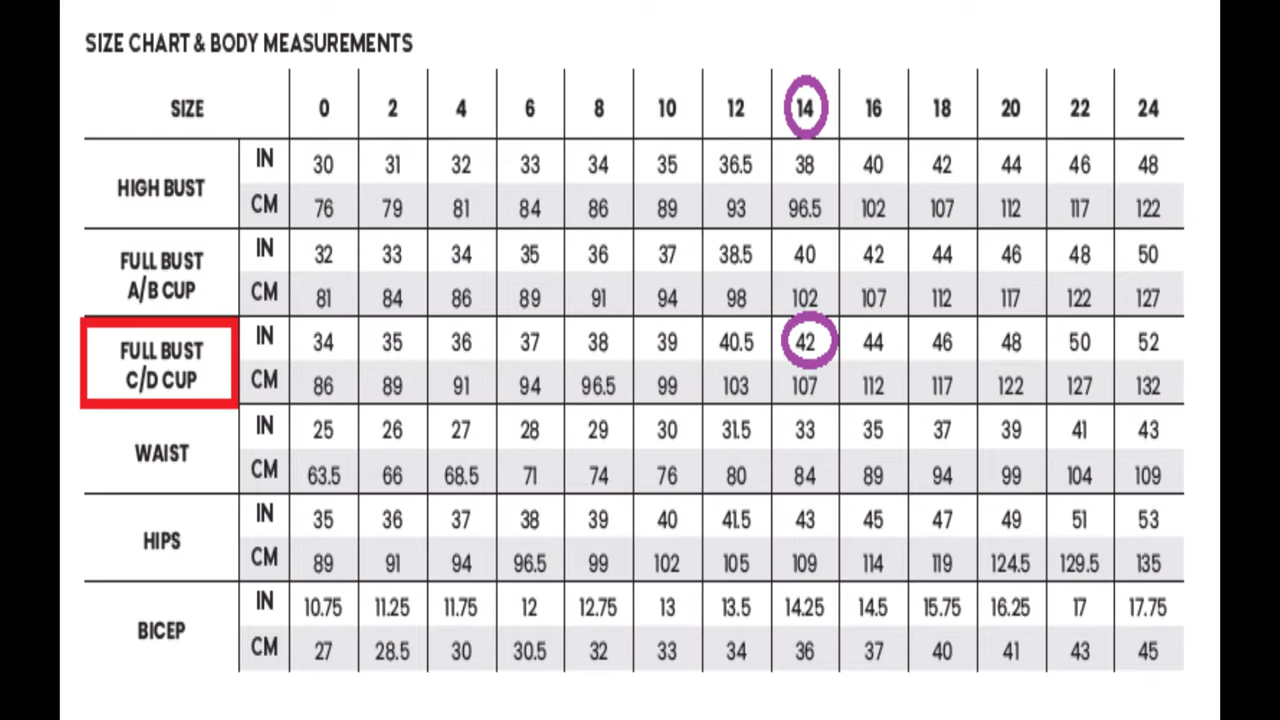 SIZE CHART & BODY MEASUREMENTS
SIZE 0 2 4 6 8 10 12 14 16 18 20 22 24
HIGH BUST
IN 30 31 32 33 34 35 36.5 38 40 42 44 46 48
CM 76 79 81 84 86 89 93 96.5 102 107 112 117 122
FULL BUST
A/B CUP
IN 32 33 34 35 36 37 38.5 40 42 44 46 48 50
CM 81 84 86 89 91 94 98 102 107 112 117 122 127
FULL BUST
C/D CUP
IN 34 35 36 37 38 39 40.5 42 44 46 48 50 52
CM 86 89 91 94 96.5 99 103 107 112 117 122 127 132
WAIST
IN 25 26 27 28 29 30 31.5 33 35 37 39 41 43
CM 63.5 66 68.5 71 74 76 80 84 89 94 99 104 109
HIPS
IN 35 36 37 38 39 40 41.5 43 45 47 49 51 53
CM 89 91 94 96.5 99 102 105 109 114 119 124.5 129.5 135
BICEP
IN 10.75 11.25 11.75 12 12.75 13 13.5 14.25 14.5 15.75 16.25 17 17.75
CM 27 28.5 30 30.5 32 33 34 36 37 40 41 43 45